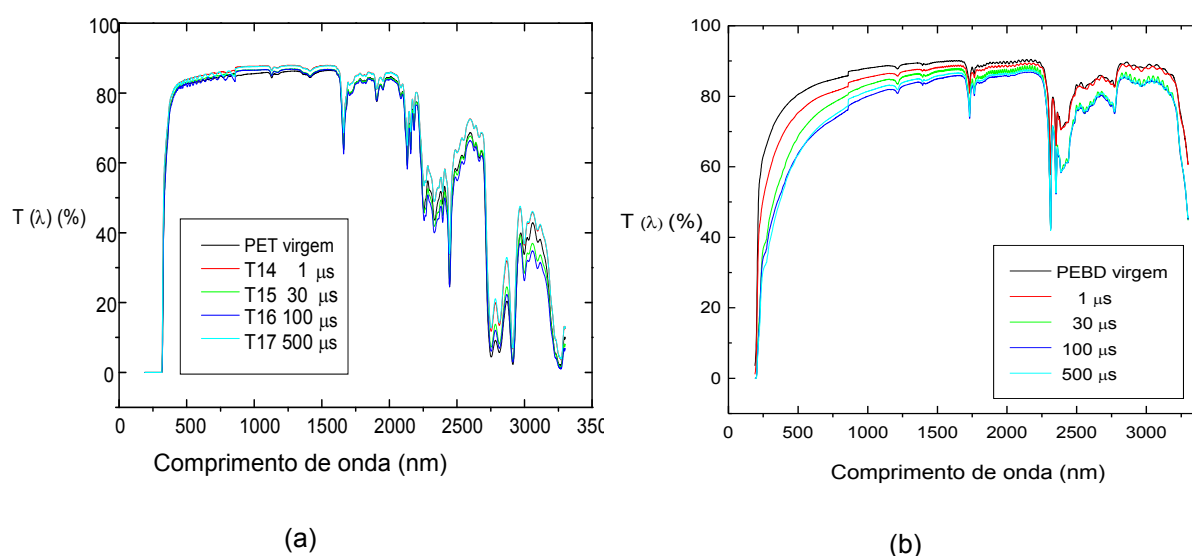 100
80
60
40
20
0
T (λ) (%)
PET virgem
T14 1 μs
T15 30 μs
T16 100 μs
T17 500 μs
0 500 1000 1500 2000 2500 3000
Comprimento de onda (nm)
(a)
100
80
60
40
20
0
T (λ) (%)
PEBD virgem
1 μs
30 μs
100 μs
500 μs
0 500 1000 1500 2000 2500 3000
Comprimento de onda (nm)
(b)